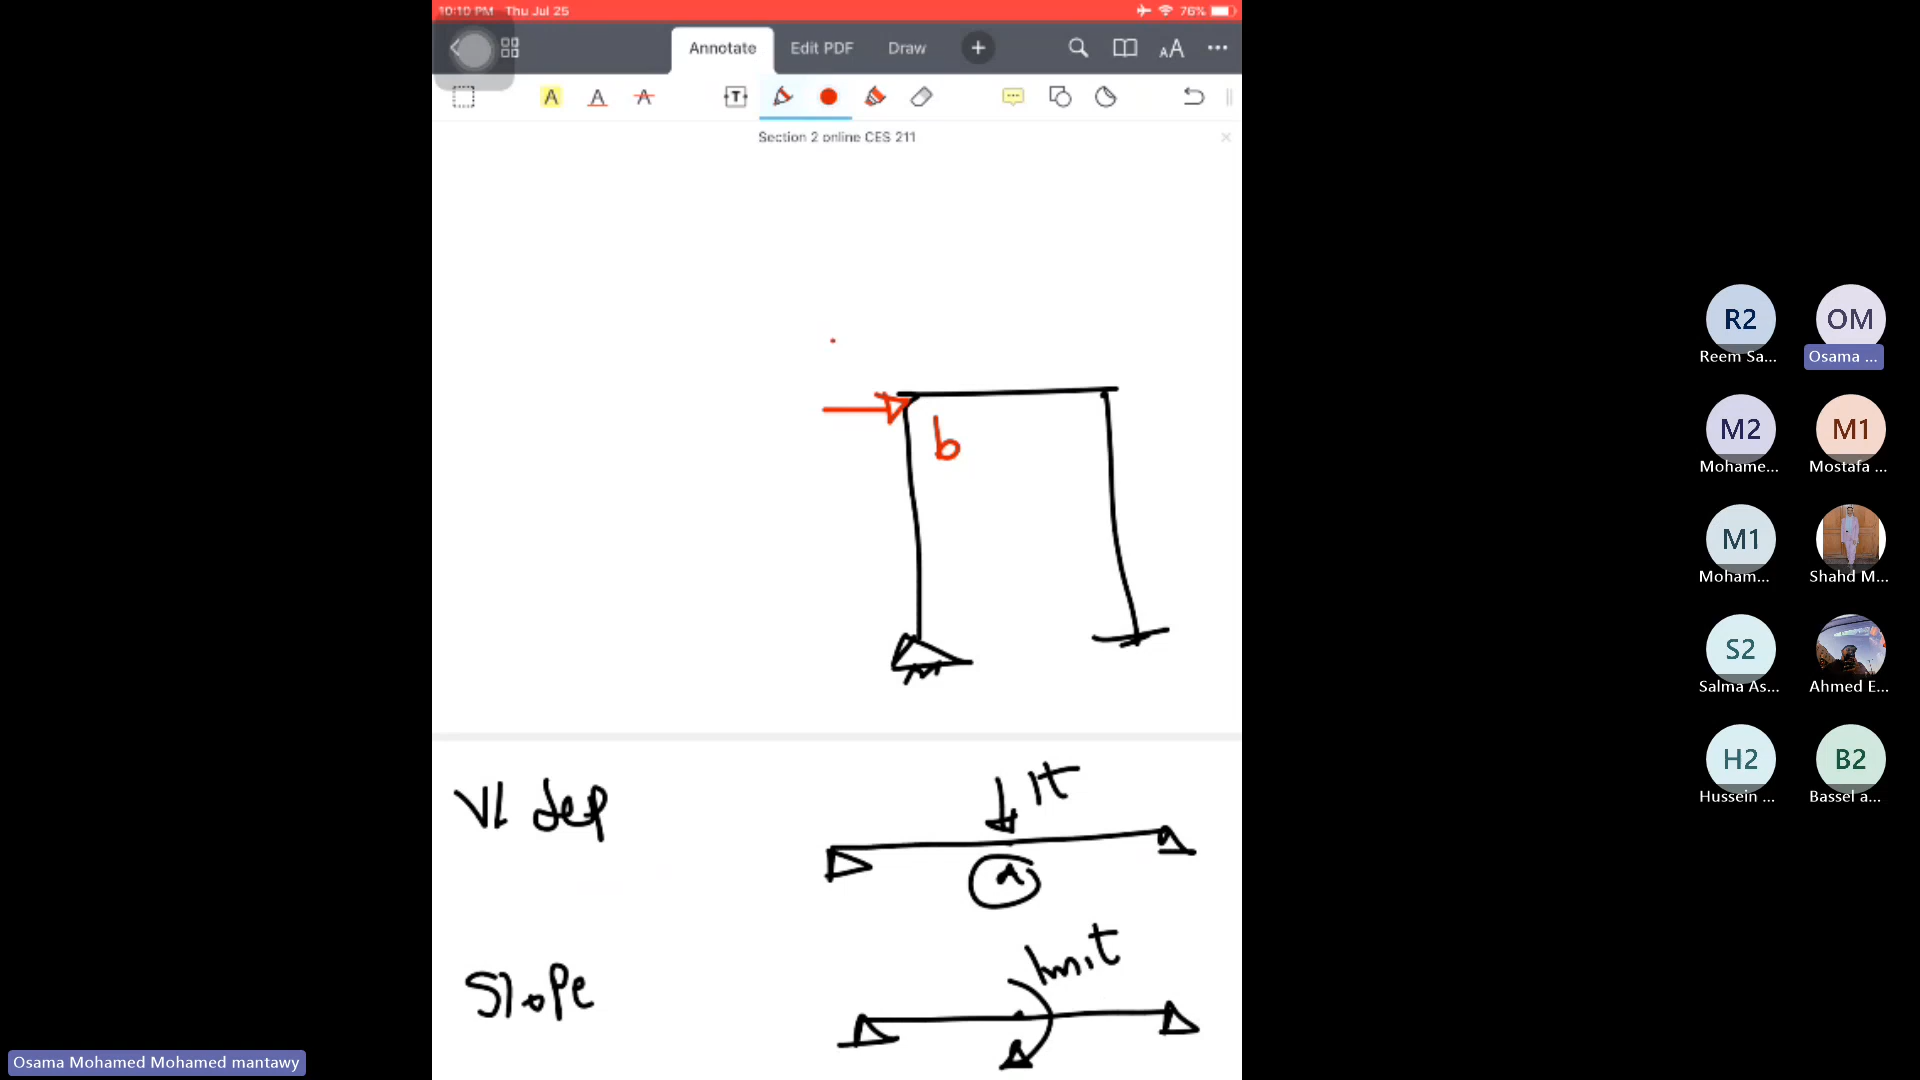 10:10 PM Thu Jul 25
76%
Annotate Edit PDF Draw
AA
A A A T
Section 2 online CES 211
b
VL dep
1t
a
Slope
1m.t
R2
Reem Sa...
OM
Osama ...
M2
Mohame...
M1
Mostafa ...
M1
Moham...
Shahd M...
S2
Salma As...
Ahmed E...
H2
Hussein ...
B2
Bassel a...
Osama Mohamed Mohamed mantawy